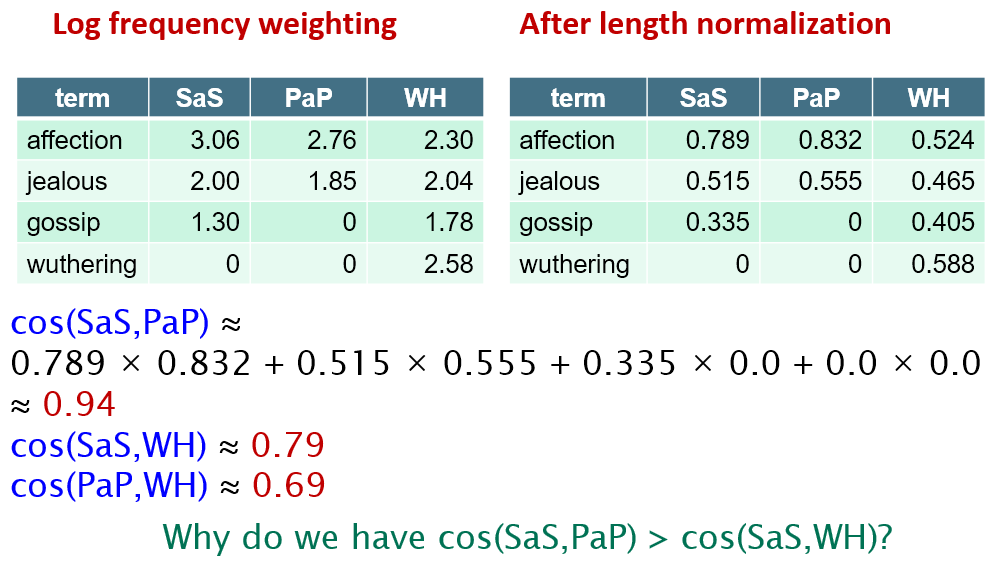 Log frequency weighting
After length normalization
term SaS PaP WH
affection 3.06 2.76 2.30
jealous 2.00 1.85 2.04
gossip 1.30 0 1.78
wuthering 0 0 2.58
term SaS PaP WH
affection 0.789 0.832 0.524
jealous 0.515 0.555 0.465
gossip 0.335 0 0.405
wuthering 0 0 0.588
cos(SaS,PaP) ≈
0.789 × 0.832 + 0.515 × 0.555 + 0.335 × 0.0 + 0.0 × 0.0
≈ 0.94
cos(SaS,WH) ≈ 0.79
cos(PaP,WH) ≈ 0.69
Why do we have cos(SaS,PaP) > cos(SaS,WH)?